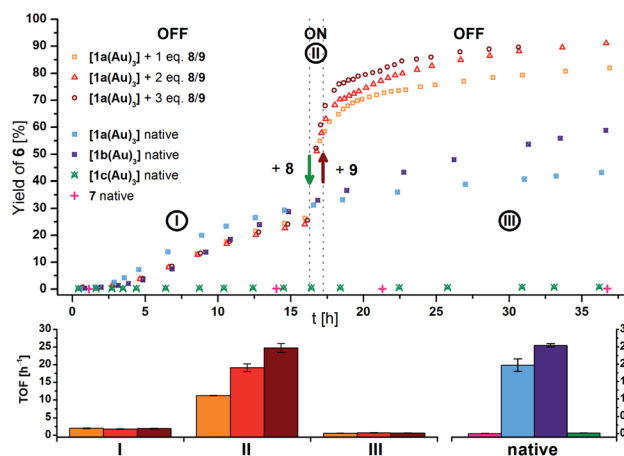 OFF ON OFF
II
[1a(Au)3] + 1 eq. 8/9
[1a(Au)3] + 2 eq. 8/9
[1a(Au)3] + 3 eq. 8/9
[1a(Au)3] native
[1b(Au)3] native
[1c(Au)3] native
7 native
+ 8
+ 9
I
III
Yield of 6 [%]
100
90
80
70
60
50
40
30
20
10
0
0 5 10 15 20 25 30 35
t [h]
TOF [h-1]
30
25
20
15
10
5
0
I II III
native